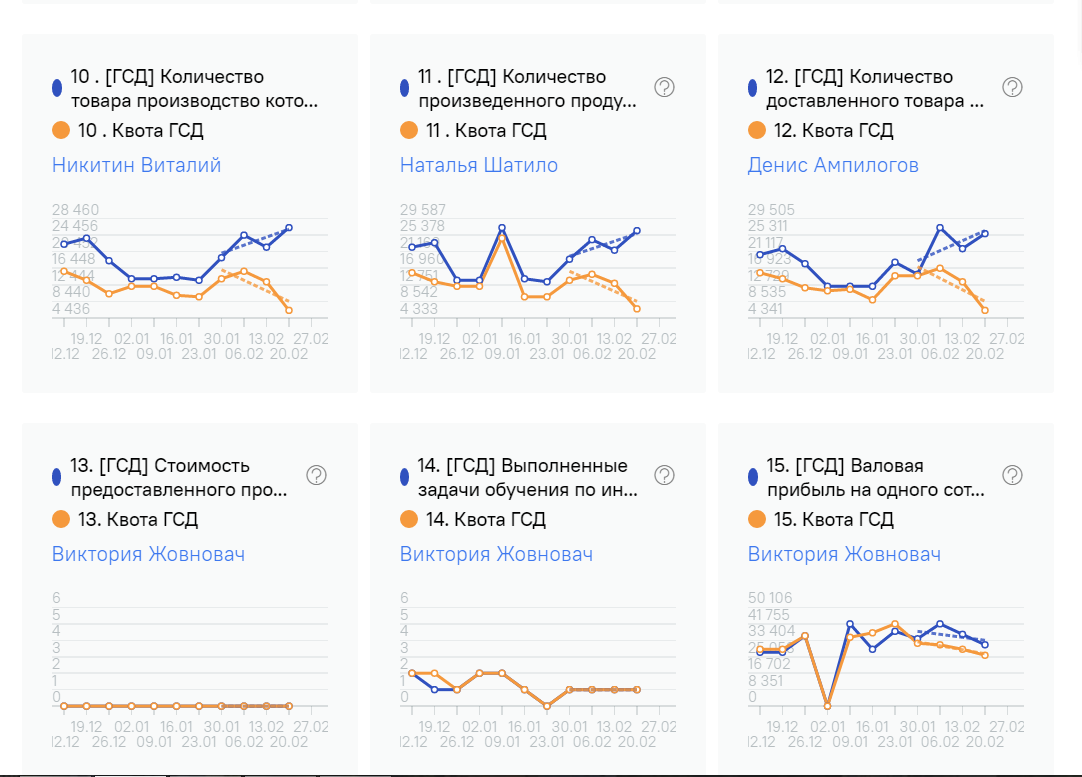 10 . [ГСД] Количество
товара производство кото...
10 . Квота ГСД
Никитин Виталий
28 460
24 456
16 448
12 444
8 440
4 436
19.12 02.01 16.01 30.01 13.02 27.02
26.12 09.01 23.01 06.02 20.02
11 . [ГСД] Количество
произведенного проду...
?
11 . Квота ГСД
Наталья Шатило
29 587
25 378
16 960
12 751
8 542
4 333
19.12 02.01 16.01 30.01 13.02 27.02
26.12 09.01 23.01 06.02 20.02
12. [ГСД] Количество
доставленного товара ...
?
12. Квота ГСД
Денис Ампилогов
29 505
25 311
21 117
16 923
12 729
8 535
4 341
19.12 02.01 16.01 30.01 13.02 27.02
26.12 09.01 23.01 06.02 20.02
13. [ГСД] Стоимость
предоставленного про...
?
13. Квота ГСД
Виктория Жовновач
6
5
4
3
2
1
0
19.12 02.01 16.01 30.01 13.02 27.02
26.12 09.01 23.01 06.02 20.02
14. [ГСД] Выполненные
задачи обучения по ин...
?
14. Квота ГСД
Виктория Жовновач
6
5
4
3
2
1
0
19.12 02.01 16.01 30.01 13.02 27.02
26.12 09.01 23.01 06.02 20.02
15. [ГСД] Валовая
прибыль на одного сот...
?
15. Квота ГСД
Виктория Жовновач
50 106
41 755
33 404
16 702
8 351
0
19.12 02.01 16.01 30.01 13.02 27.02
26.12 09.01 23.01 06.02 20.02